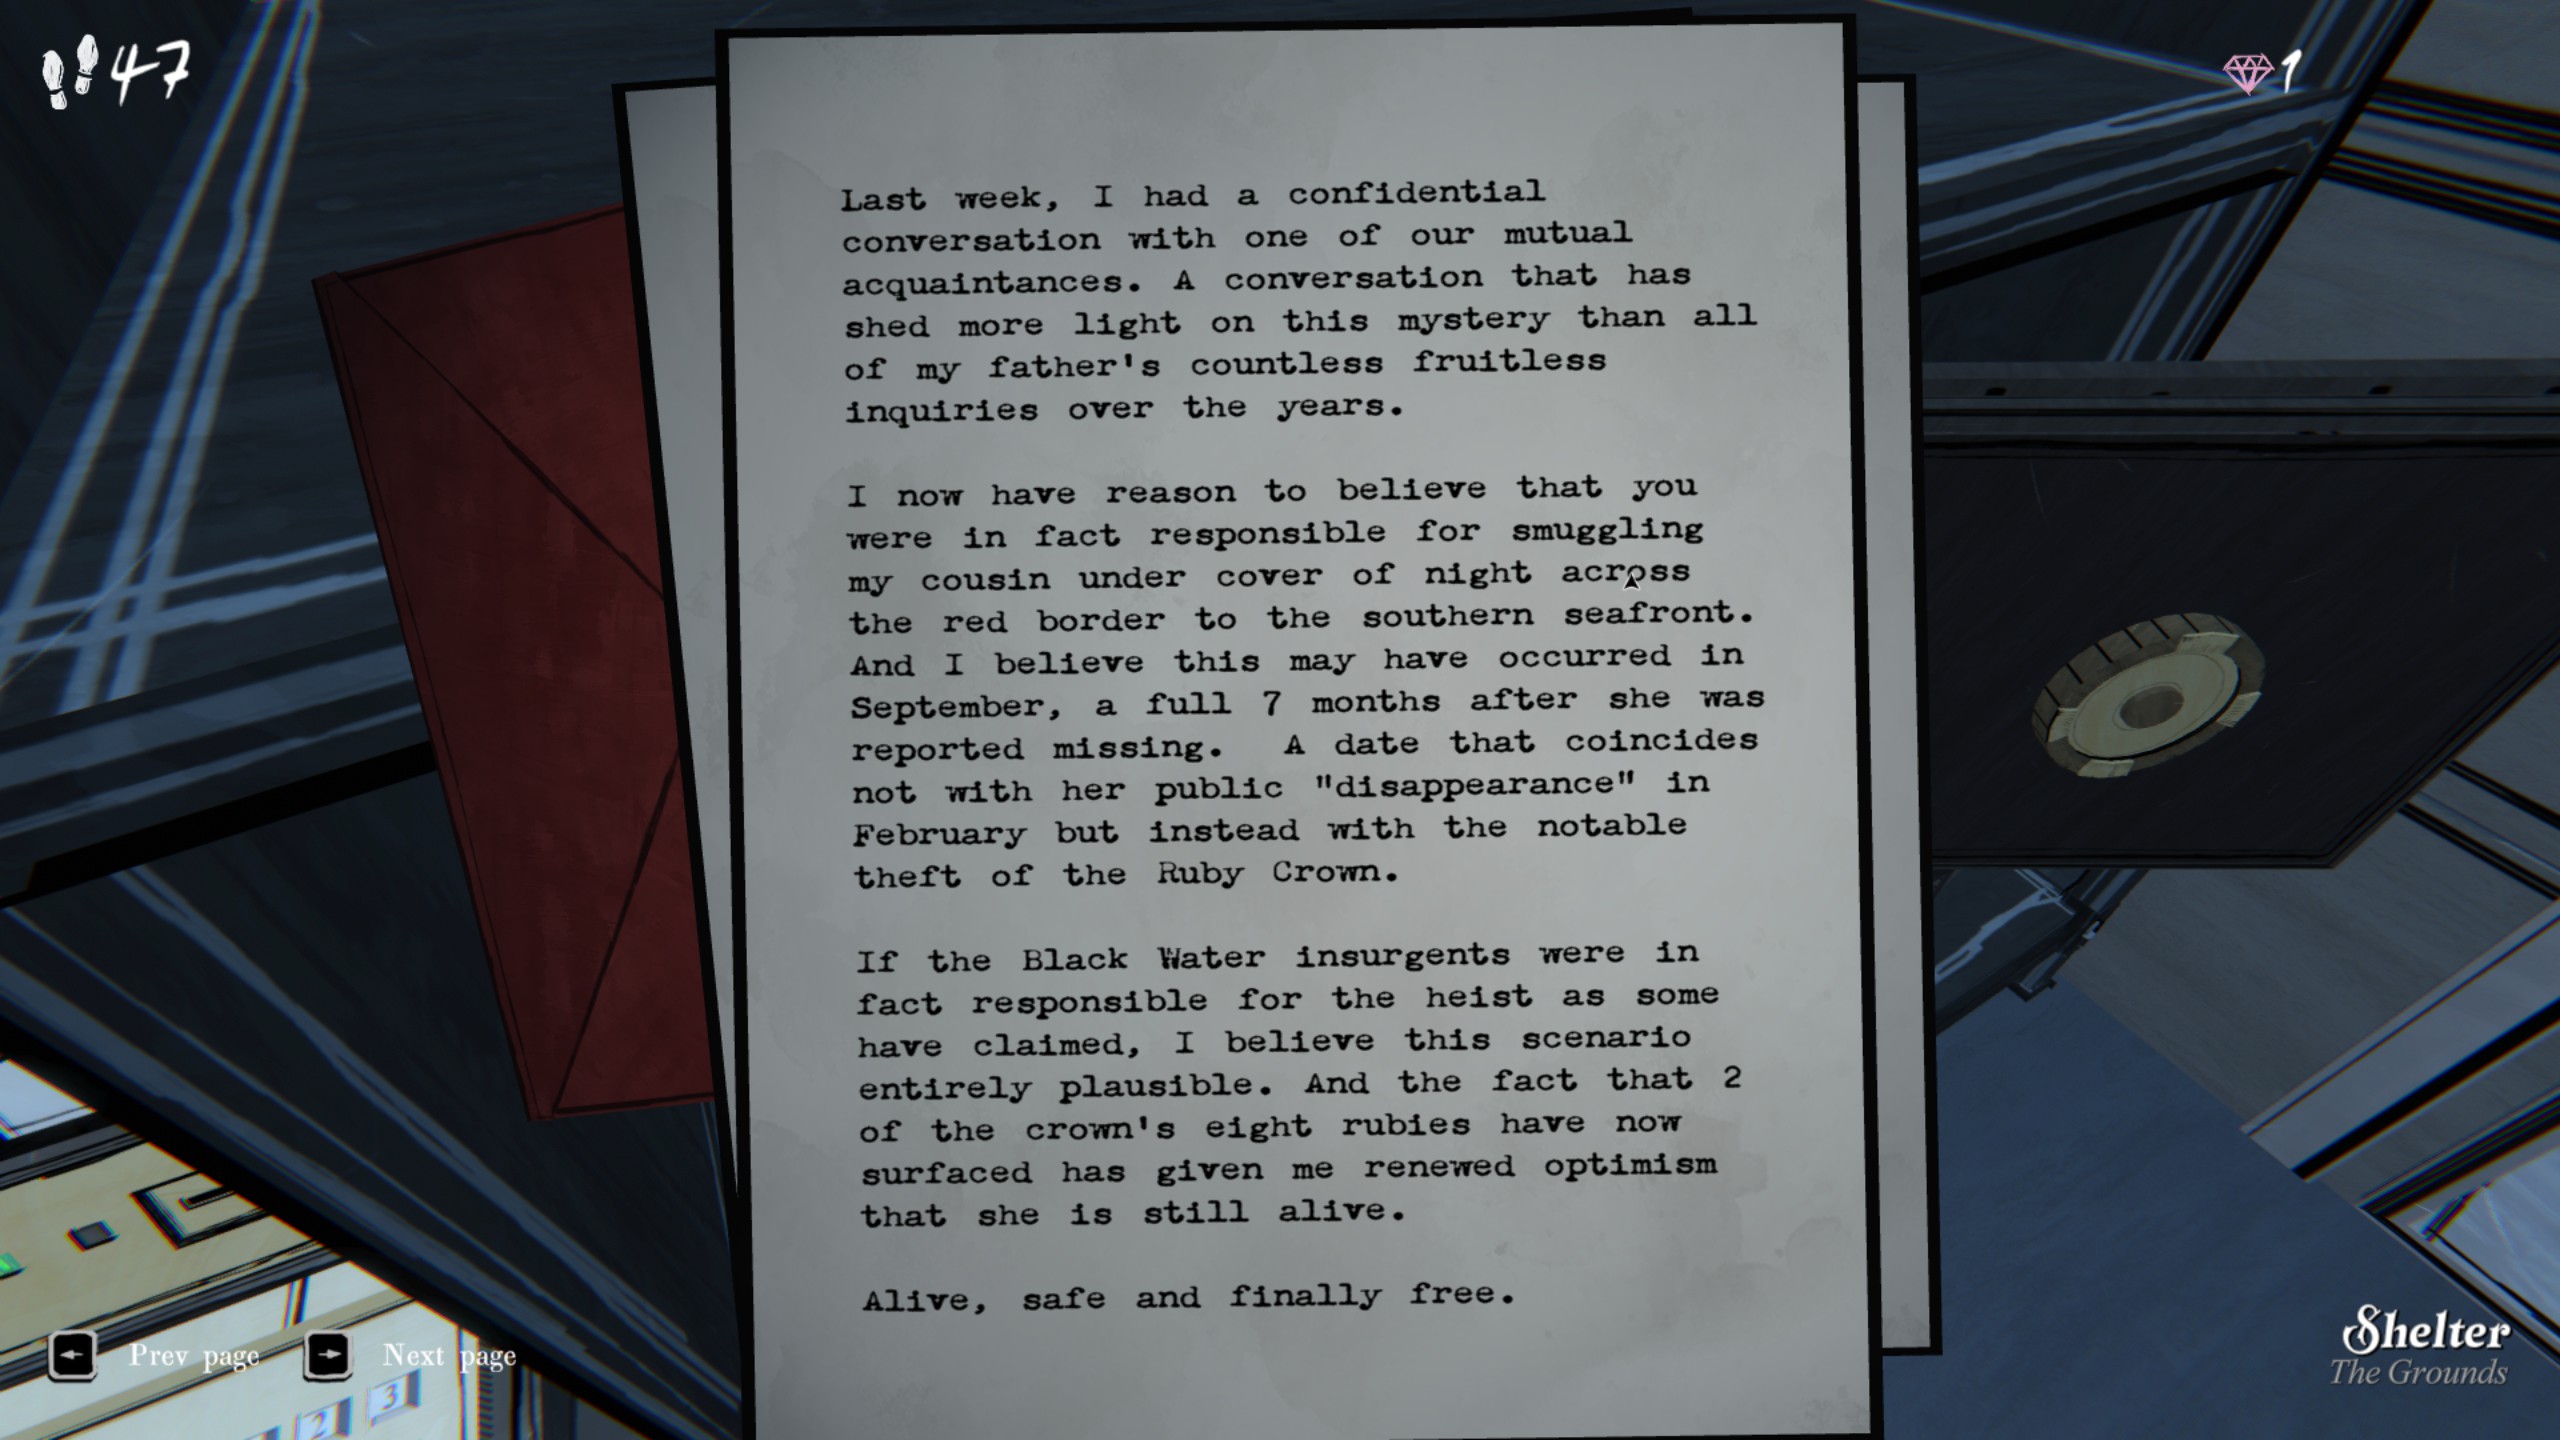 47
1
Last week, I had a confidential
conversation with one of our mutual
acquaintances. A conversation that has
shed more light on this mystery than all
of my father's countless fruitless
inquiries over the years.
I now have reason to believe that you
were in fact responsible for smuggling
my cousin under cover of night across
the red border to the southern seafront.
And I believe this may have occurred in
September, a full 7 months after she was
reported missing. A date that coincides
not with her public "disappearance" in
February but instead with the notable
theft of the Ruby Crown.
If the Black Water insurgents were in
fact responsible for the heist as some
have claimed, I believe this scenario
entirely plausible. And the fact that 2
of the crown's eight rubies have now
surfaced has given me renewed optimism
that she is still alive.
Alive, safe and finally free.
Prev page
Next page
2 3
Shelter
The Grounds